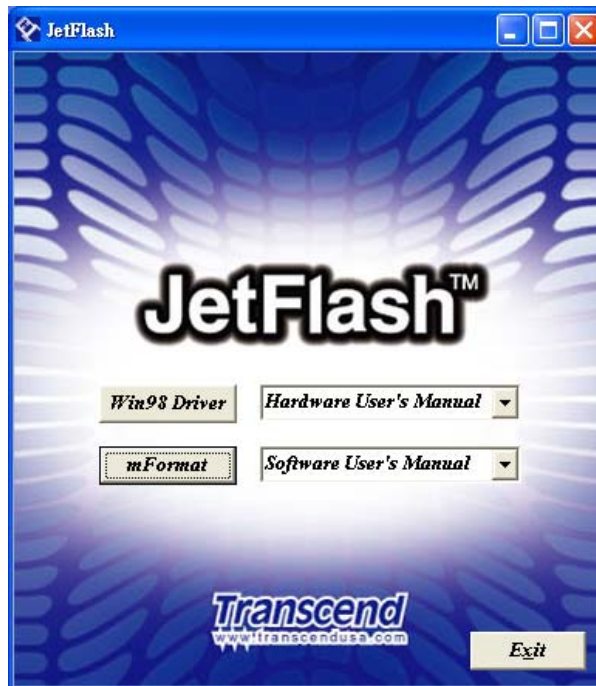 JetFlash
JetFlash™
Win98 Driver
Hardware User's Manual
mFormat
Software User's Manual
Transcend
www.transcendusa.com
Exit